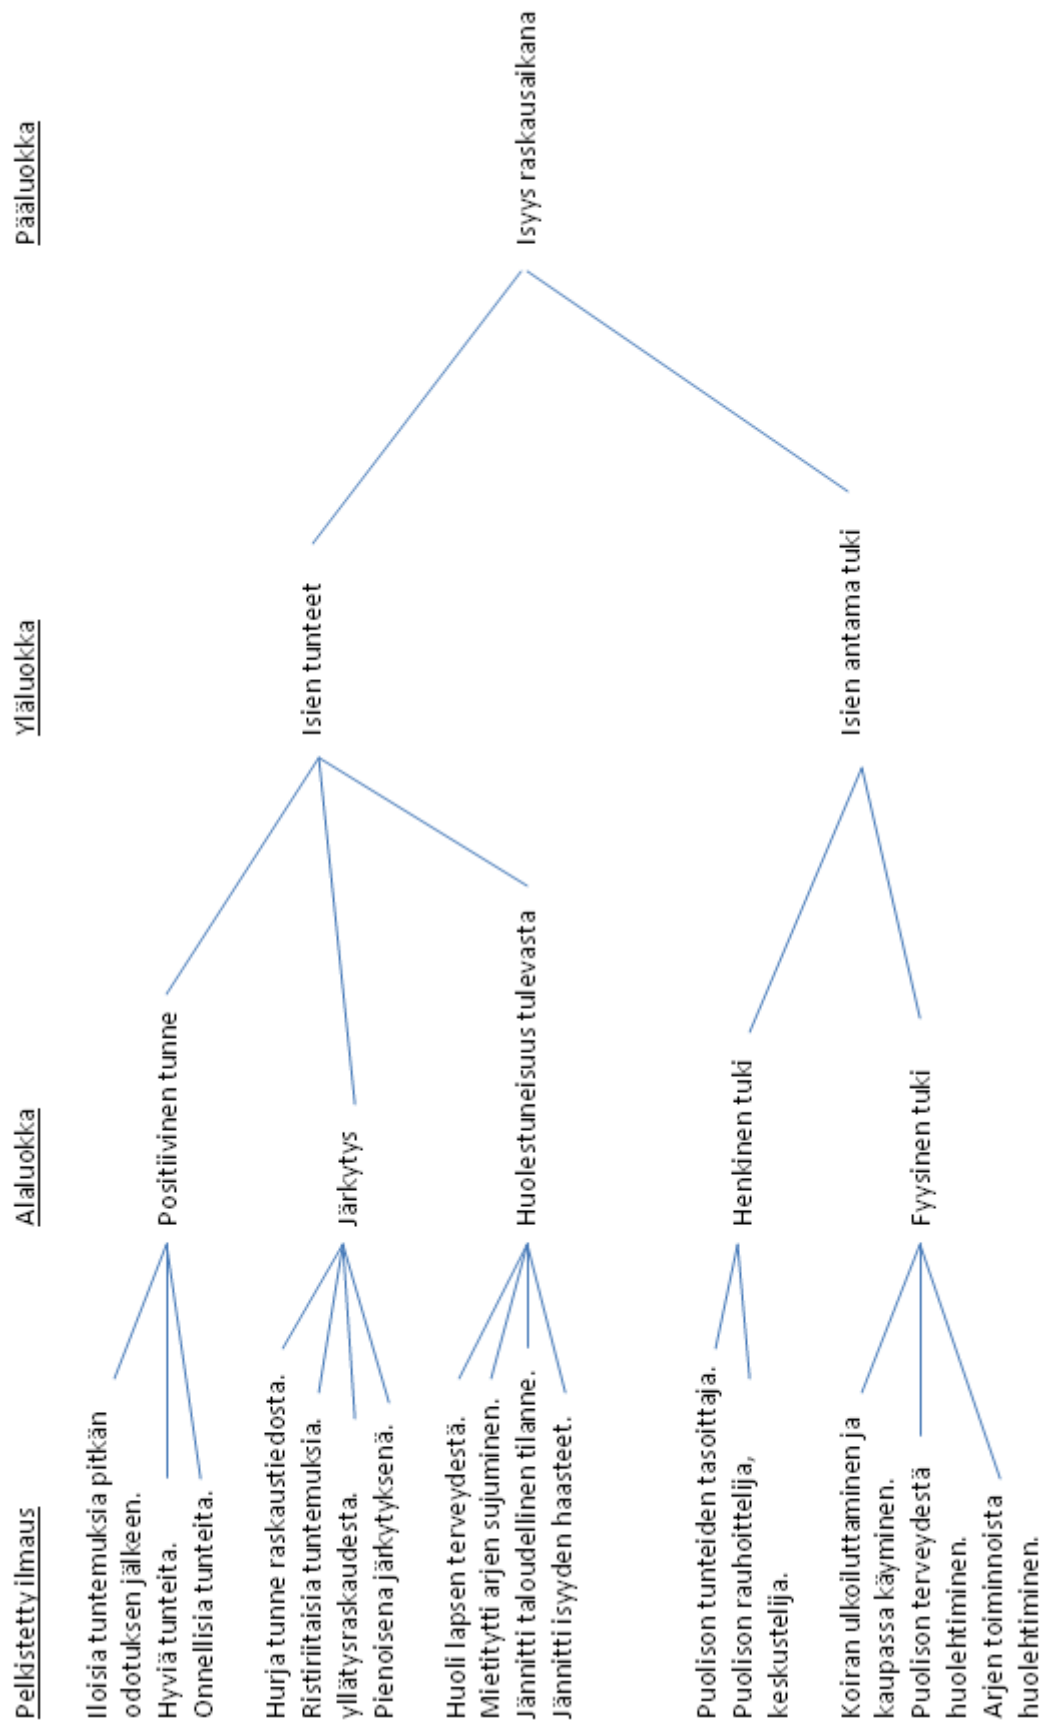 Pelkistetty ilmaus
Alaluokka
Yläluokka
Pääluokka
Iloisia tuntemuksia pitkän
odotuksen jälkeen.
Hyviä tunteita.
Onnellisia tunteita.
Positiivinen tunne
Hurja tunne raskaustiedosta.
Ristiriitaisia tuntemuksia.
yllätysraskaudesta.
Pienoisena järkytyksenä.
Järkytys
Isien tunteet
Huoli lapsen terveydestä.
Mietitytti arjen sujuminen.
Jännitti taloudellinen tilanne.
Jännitti isyyden haasteet.
Huolestuneisuus tulevasta
Isyys raskausaikana
Puolison tunteiden tasoittaja.
Puolison rauhoittelija,
keskustelija.
Henkinen tuki
Isien antama tuki
Koiran ulkoiluttaminen ja
kaupassa käyminen.
Puolison terveydestä
huolehtiminen.
Arjen toiminnoista
huolehtiminen.
Fyysinen tuki